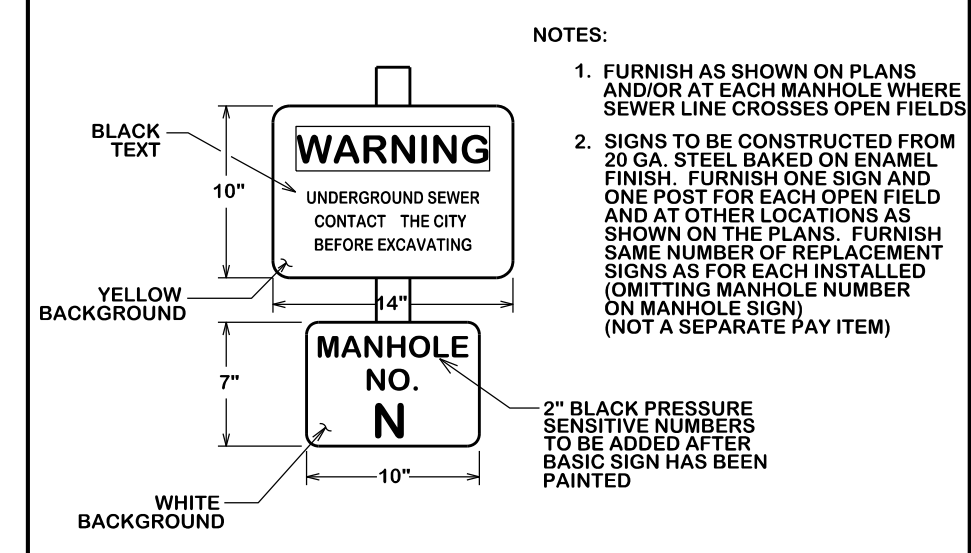 NOTES:
1. FURNISH AS SHOWN ON PLANS
AND/OR AT EACH MANHOLE WHERE
SEWER LINE CROSSES OPEN FIELDS
2. SIGNS TO BE CONSTRUCTED FROM
20 GA. STEEL BAKED ON ENAMEL
FINISH. FURNISH ONE SIGN AND
ONE POST FOR EACH OPEN FIELD
AND AT OTHER LOCATIONS AS
SHOWN ON THE PLANS. FURNISH
SAME NUMBER OF REPLACEMENT
SIGNS AS FOR EACH INSTALLED
(OMITTING MANHOLE NUMBER
ON MANHOLE SIGN)
(NOT A SEPARATE PAY ITEM)
BLACK
TEXT
10"
WARNING
UNDERGROUND SEWER
CONTACT THE CITY
BEFORE EXCAVATING
YELLOW
BACKGROUND
14"
7"
MANHOLE
NO.
N
10"
WHITE
BACKGROUND
2" BLACK PRESSURE
SENSITIVE NUMBERS
TO BE ADDED AFTER
BASIC SIGN HAS BEEN
PAINTED